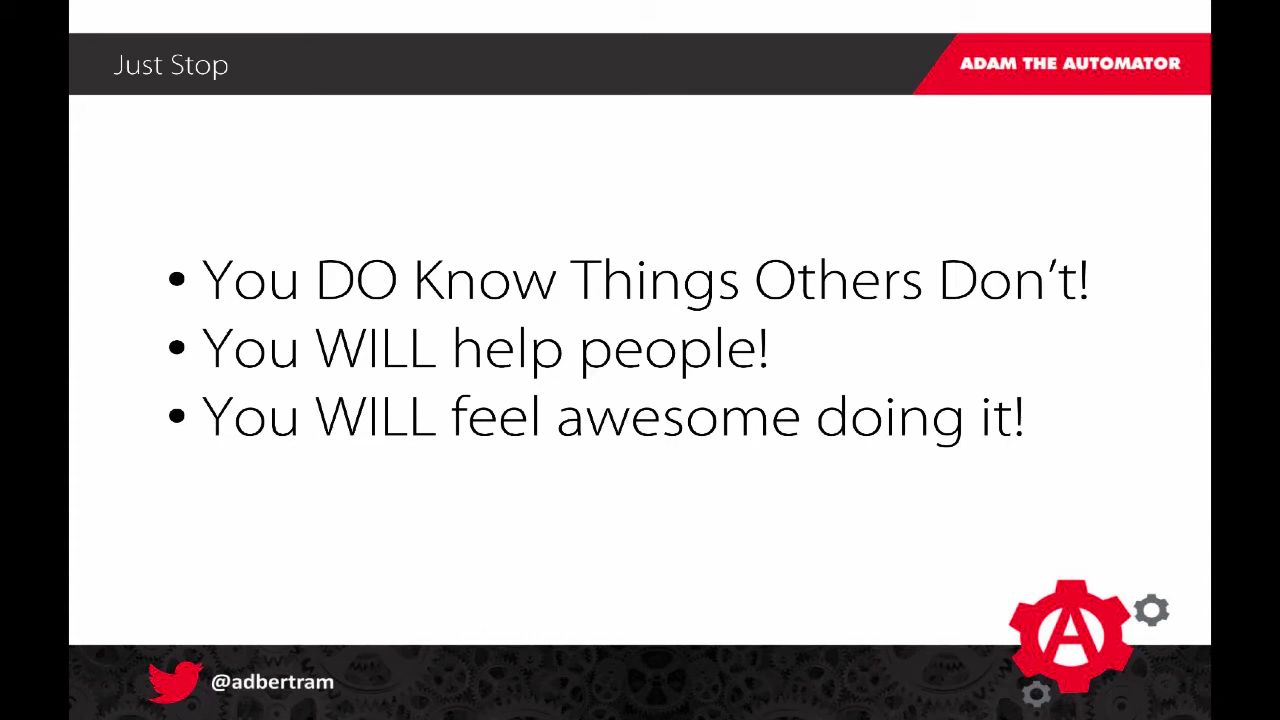 Just Stop
ADAM THE AUTOMATOR
• You DO Know Things Others Don’t!
• You WILL help people!
• You WILL feel awesome doing it!
A
@adbertram